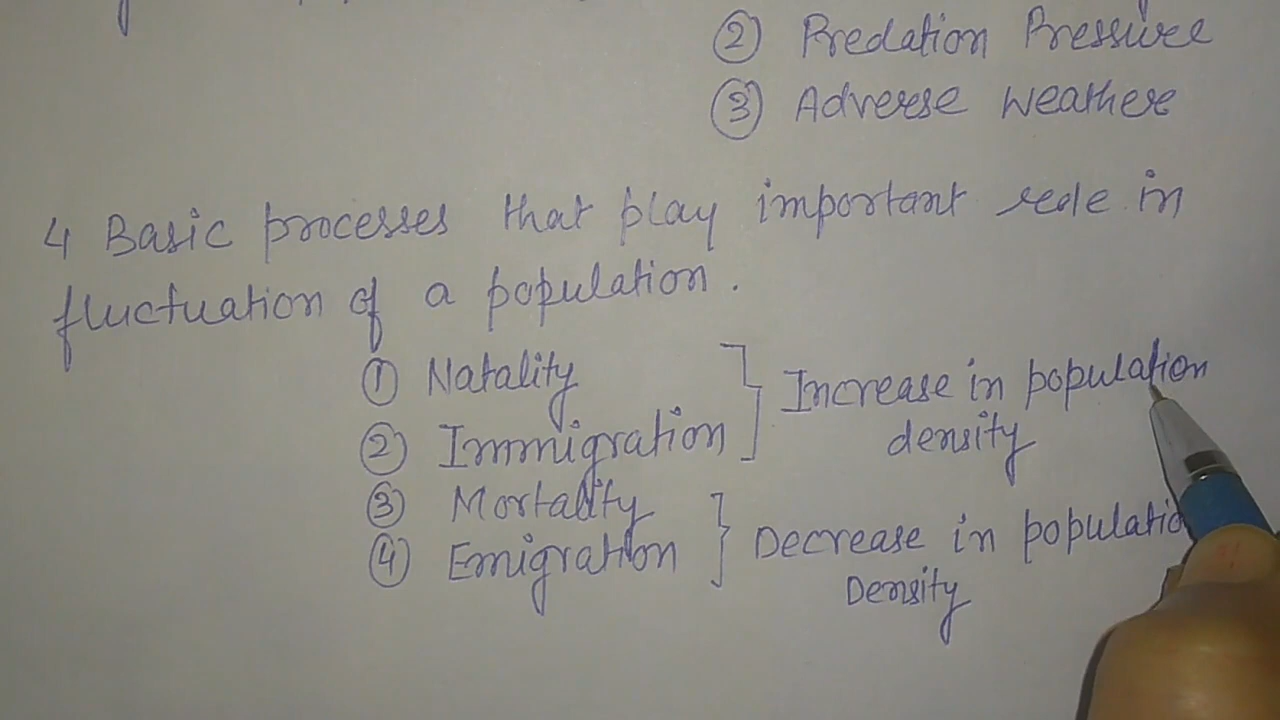 ② Predation Pressure
③ Adverse Weather
4 Basic processes that play important role in
fluctuation of a population.
① Natality
② Immigration
Increase in population
density
③ Mortality
④ Emigration
Decrease in populatio
Density